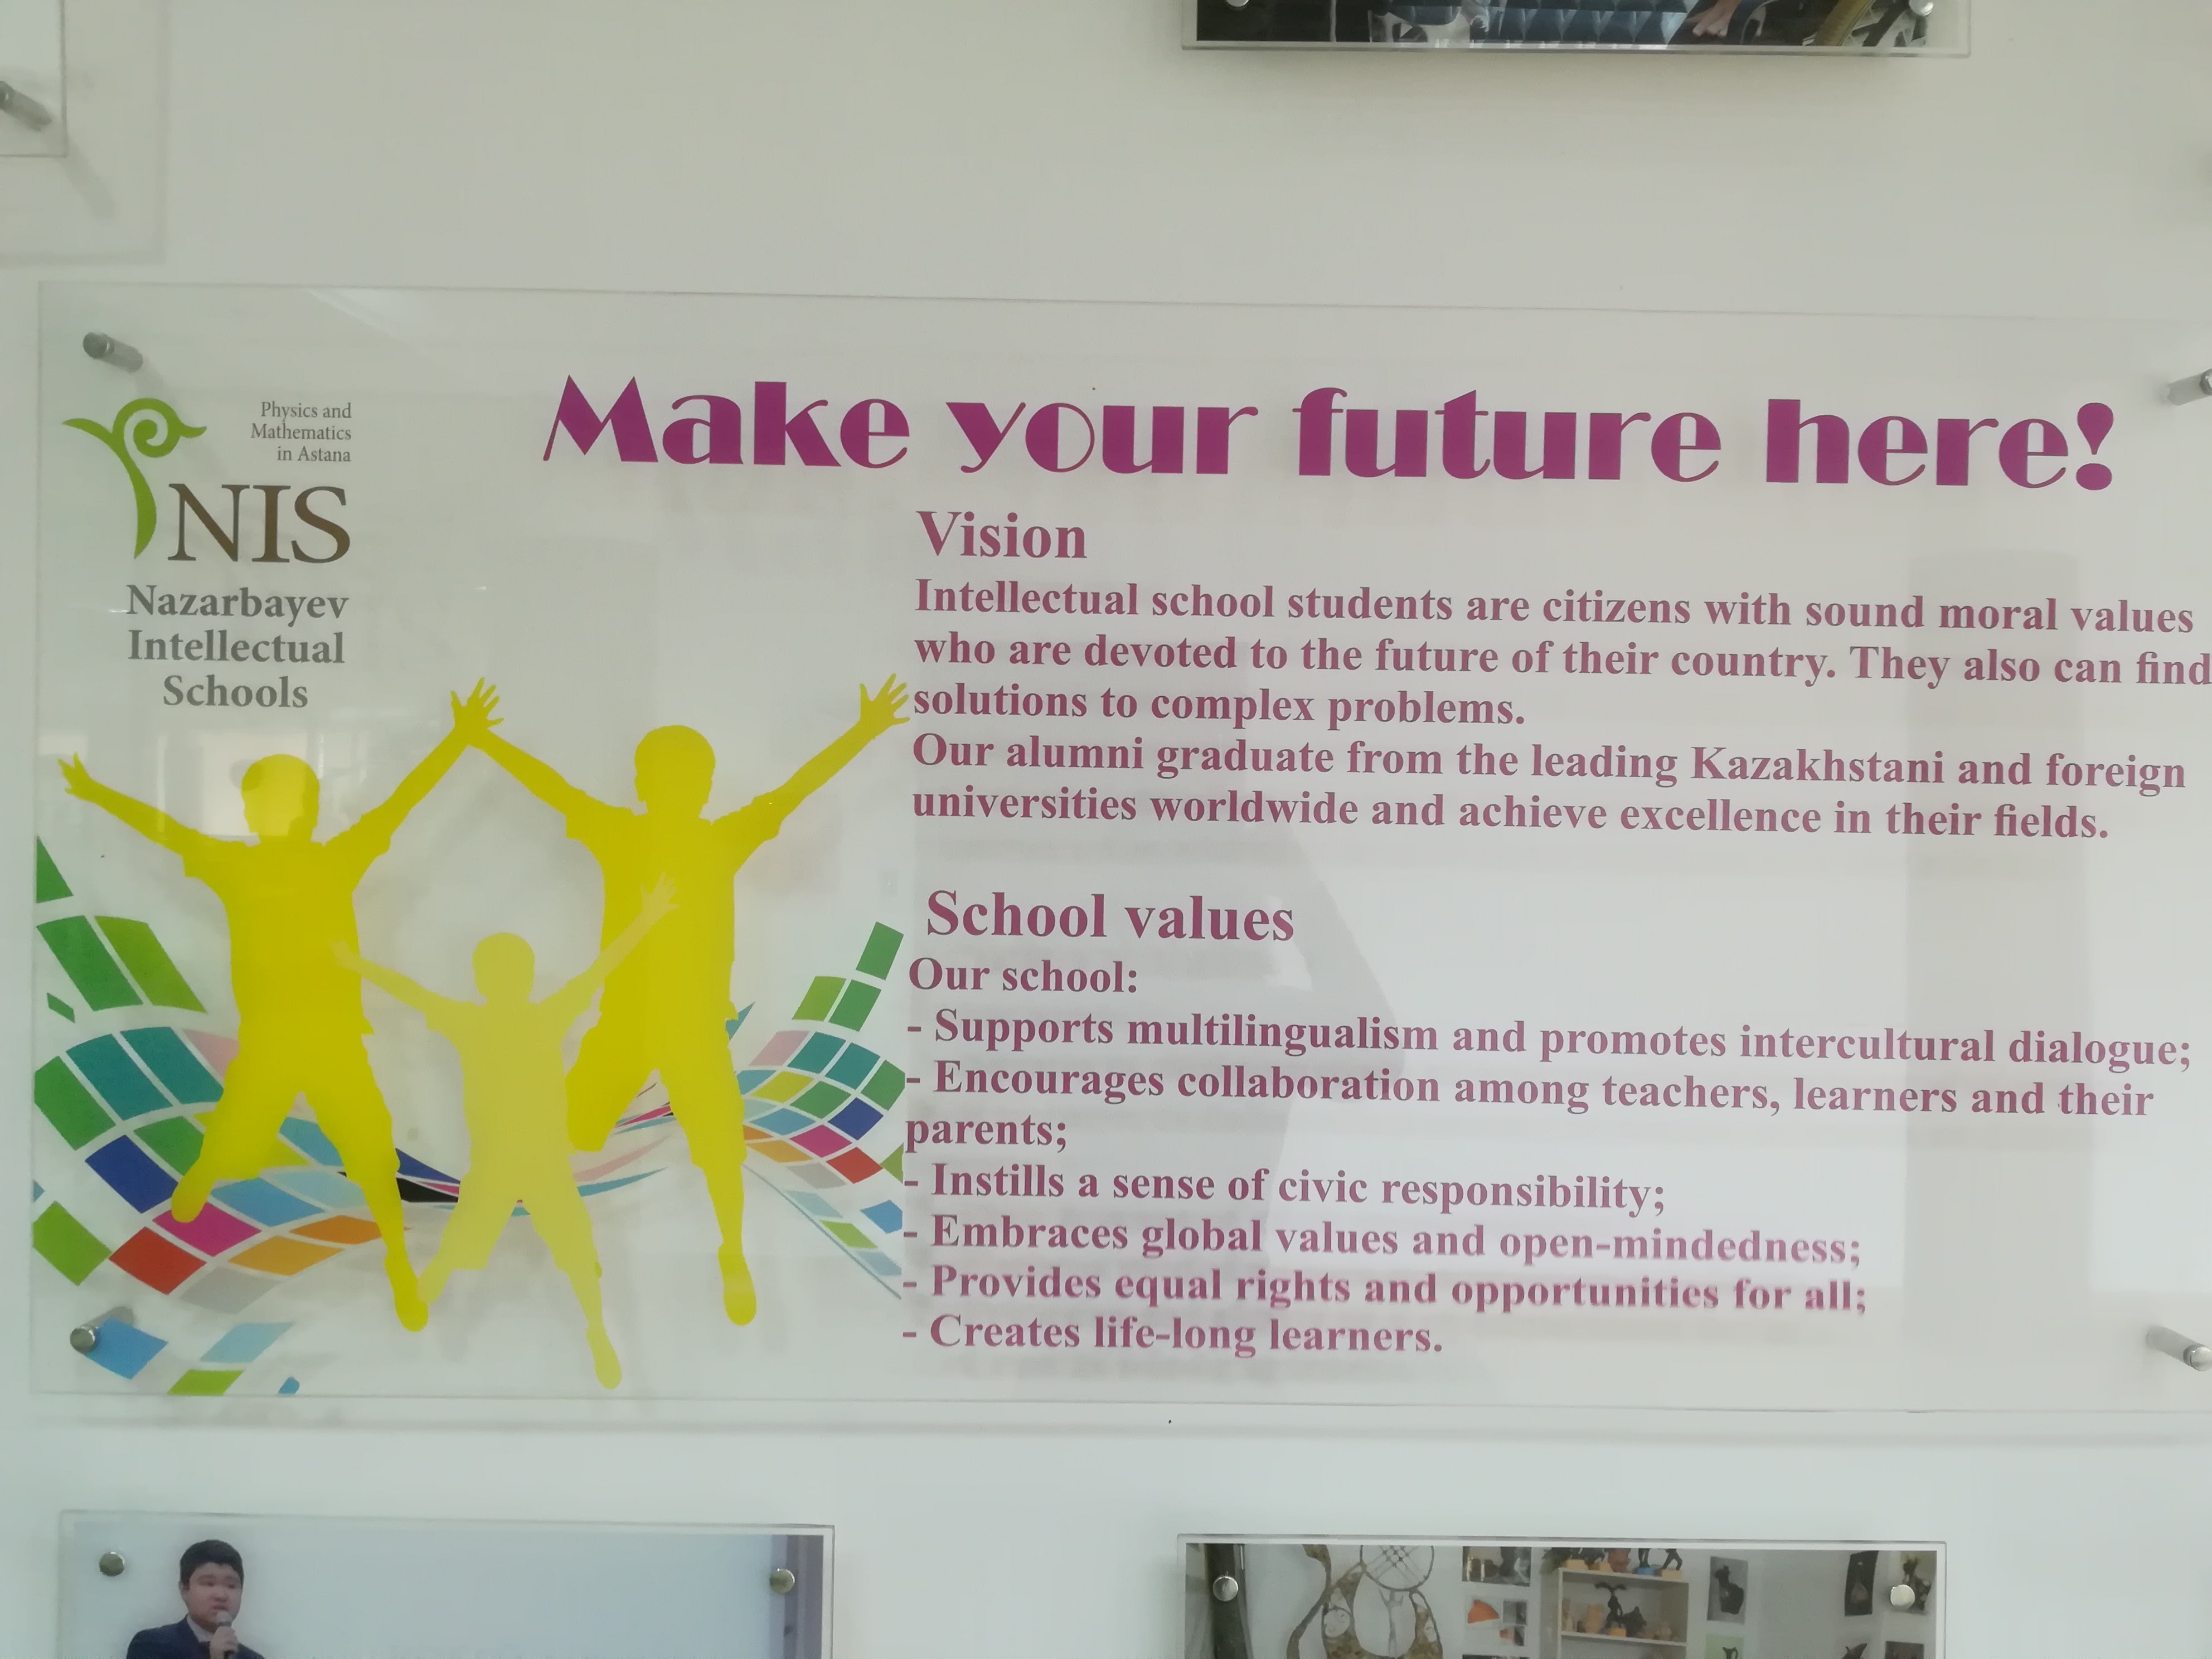 Physics and
Mathematics
in Astana
NIS
Nazarbayev
Intellectual
Schools
Make your future here!
Vision
Intellectual school students are citizens with sound moral values
who are devoted to the future of their country. They also can find
solutions to complex problems.
Our alumni graduate from the leading Kazakhstani and foreign
universities worldwide and achieve excellence in their fields.
School values
Our school:
- Supports multilingualism and promotes intercultural dialogue;
- Encourages collaboration among teachers, learners and their
parents;
- Instills a sense of civic responsibility;
- Embraces global values and open-mindedness;
- Provides equal rights and opportunities for all;
- Creates life-long learners.